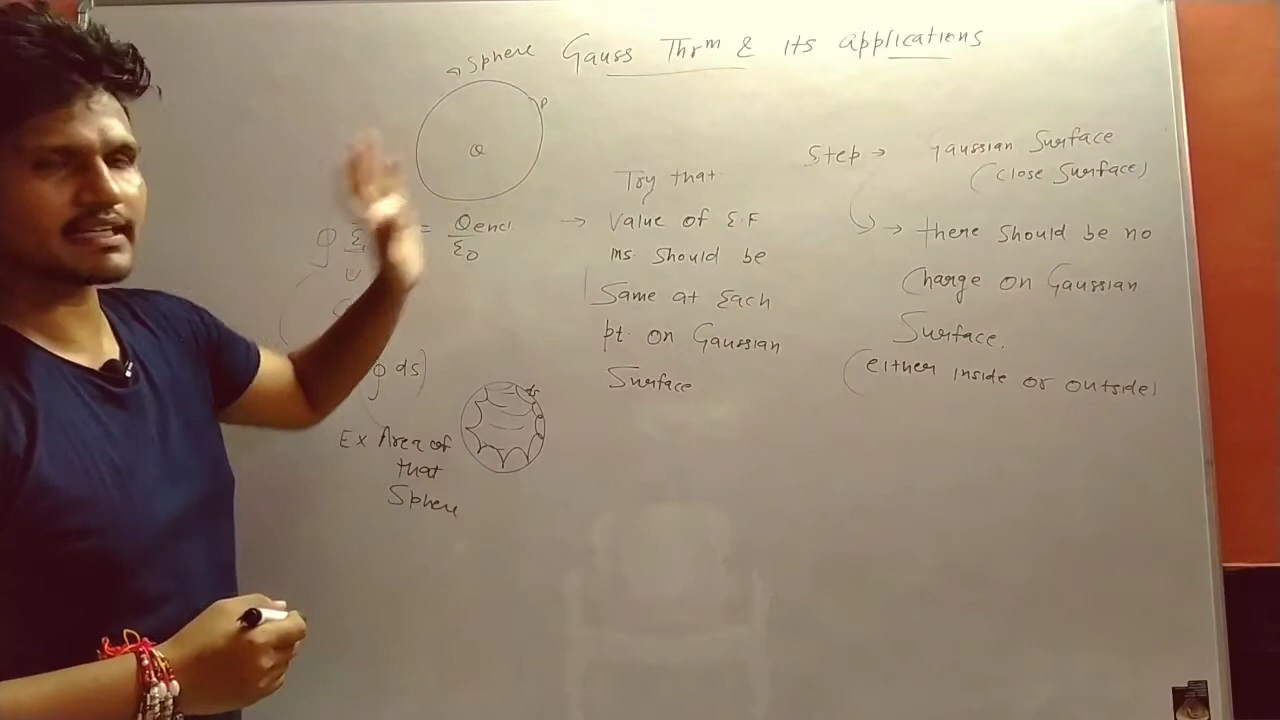 Gauss Thrm & its applications
→ Sphere
P
Q
∮ E = Qencl.
ε0
→ Try that
Value of E.F
ms. should be
Same at Each
pt. on Gaussian
Surface
Step → Gaussian Surface
(Close Surface)
→ there should be no
Charge on Gaussian
Surface.
(either inside or outside)
∮ ds)
ds
E x Area of
that
Sphere